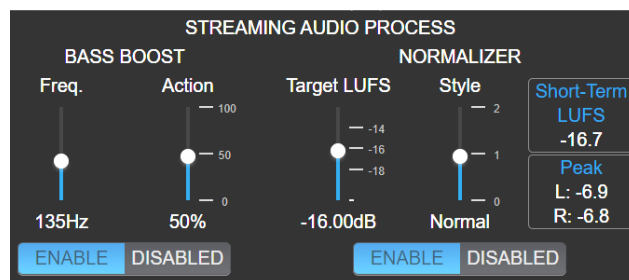 STREAMING AUDIO PROCESS
BASS BOOST
NORMALIZER
Freq.
Action
Target LUFS
Style
100
50
0
135Hz
50%
-14
-16
-18
-
-16.00dB
2
1
0
Normal
Short-Term
LUFS
-16.7
Peak
L: -6.9
R: -6.8
ENABLE DISABLED
ENABLE DISABLED